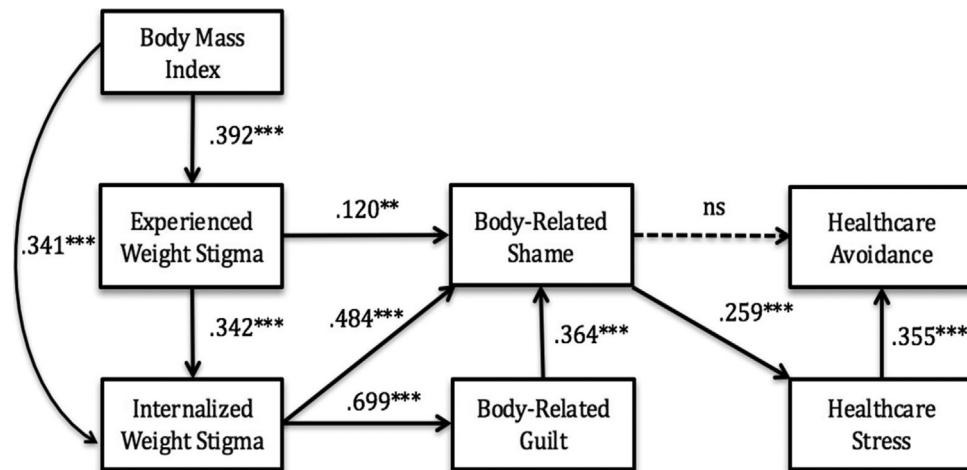 Body Mass
Index
.392***
Experienced
Weight Stigma
.120**
Body-Related
Shame
ns
Healthcare
Avoidance
.341***
.342***
.484***
.364***
.259***
.355***
Internalized
Weight Stigma
.699***
Body-Related
Guilt
Healthcare
Stress